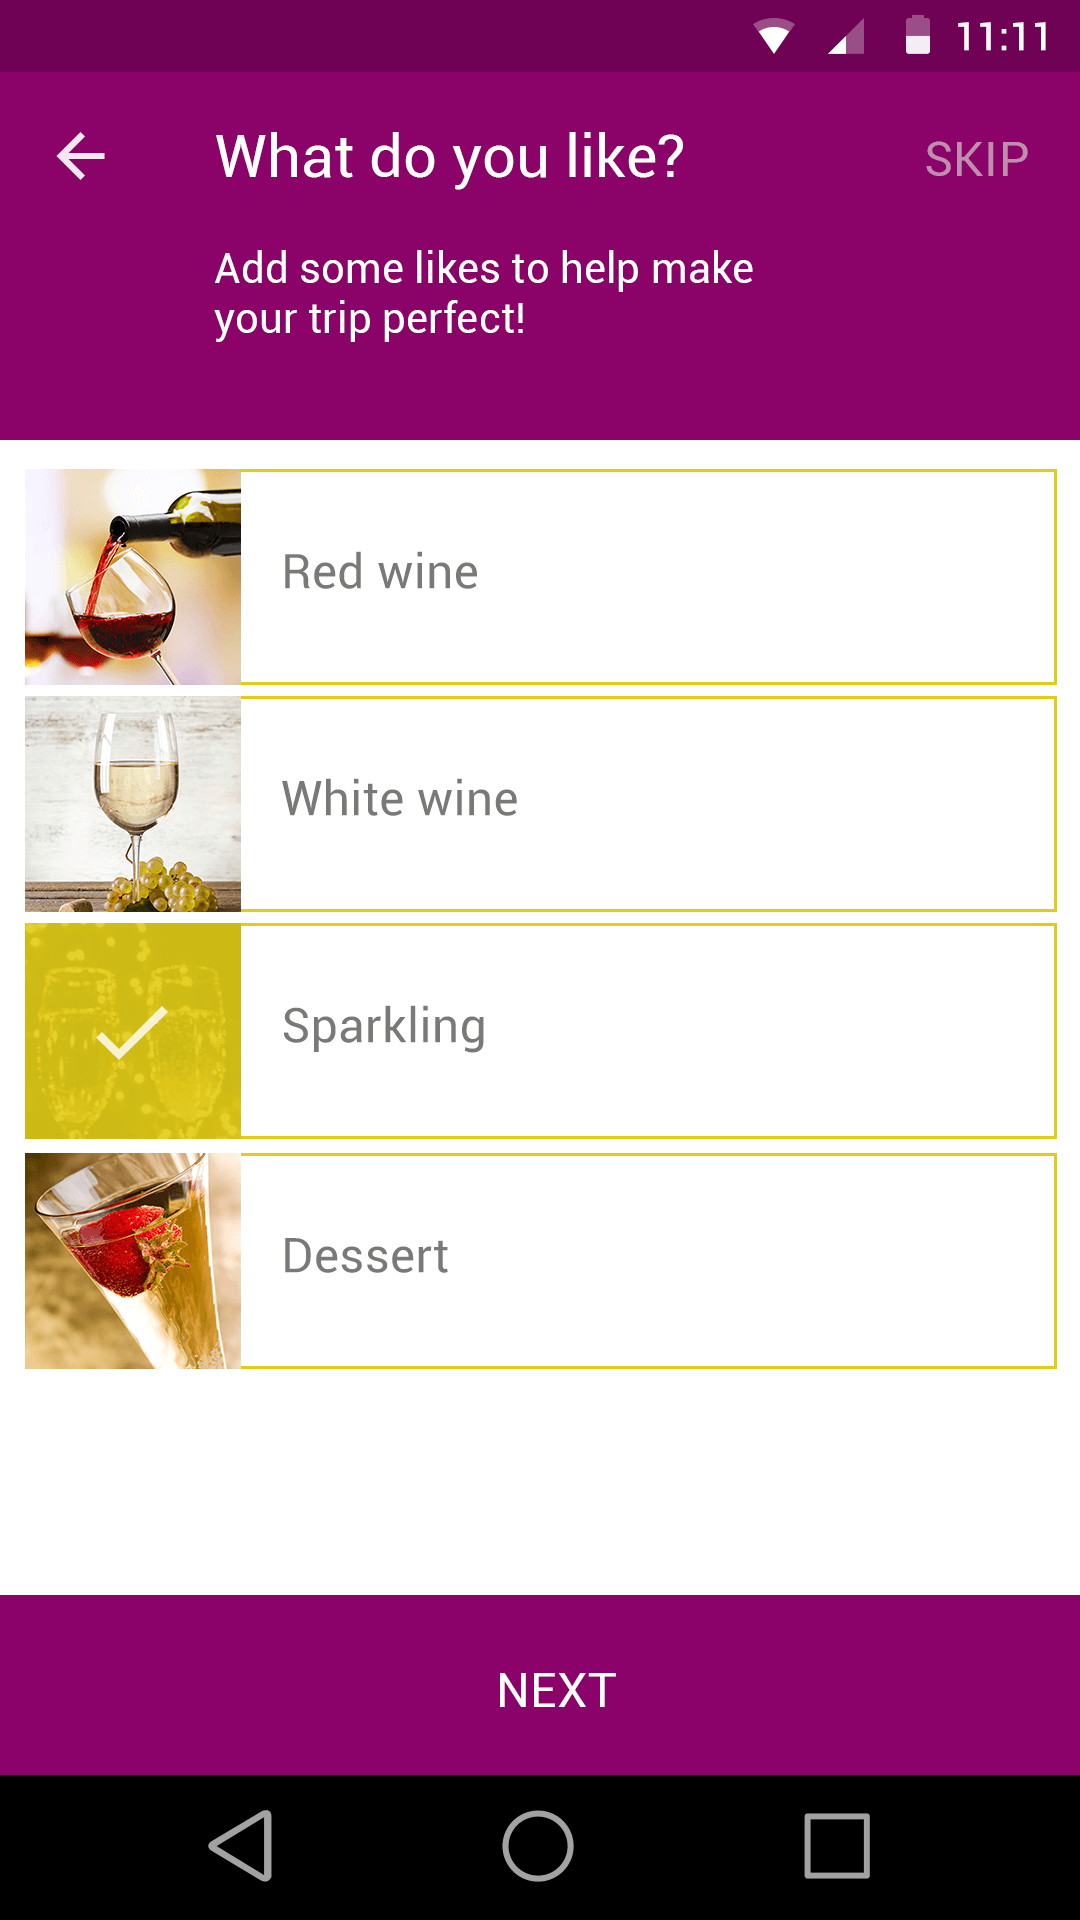 11:11
What do you like?
SKIP
Add some likes to help make
your trip perfect!
Red wine
White wine
Sparkling
Dessert
NEXT